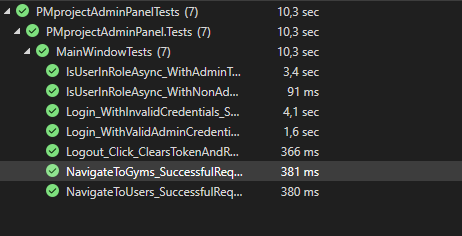 PMprojectAdminPanelTests (7) 10,3 sec
PMprojectAdminPanel.Tests (7) 10,3 sec
MainWindowTests (7) 10,3 sec
IsUserInRoleAsync_WithAdminT... 3,4 sec
IsUserInRoleAsync_WithNonAd... 91 ms
Login_WithInvalidCredentials_S... 4,1 sec
Login_WithValidAdminCredenti... 1,6 sec
Logout_Click_ClearsTokenAndR... 366 ms
NavigateToGyms_SuccessfulReq... 381 ms
NavigateToUsers_SuccessfulReq... 380 ms